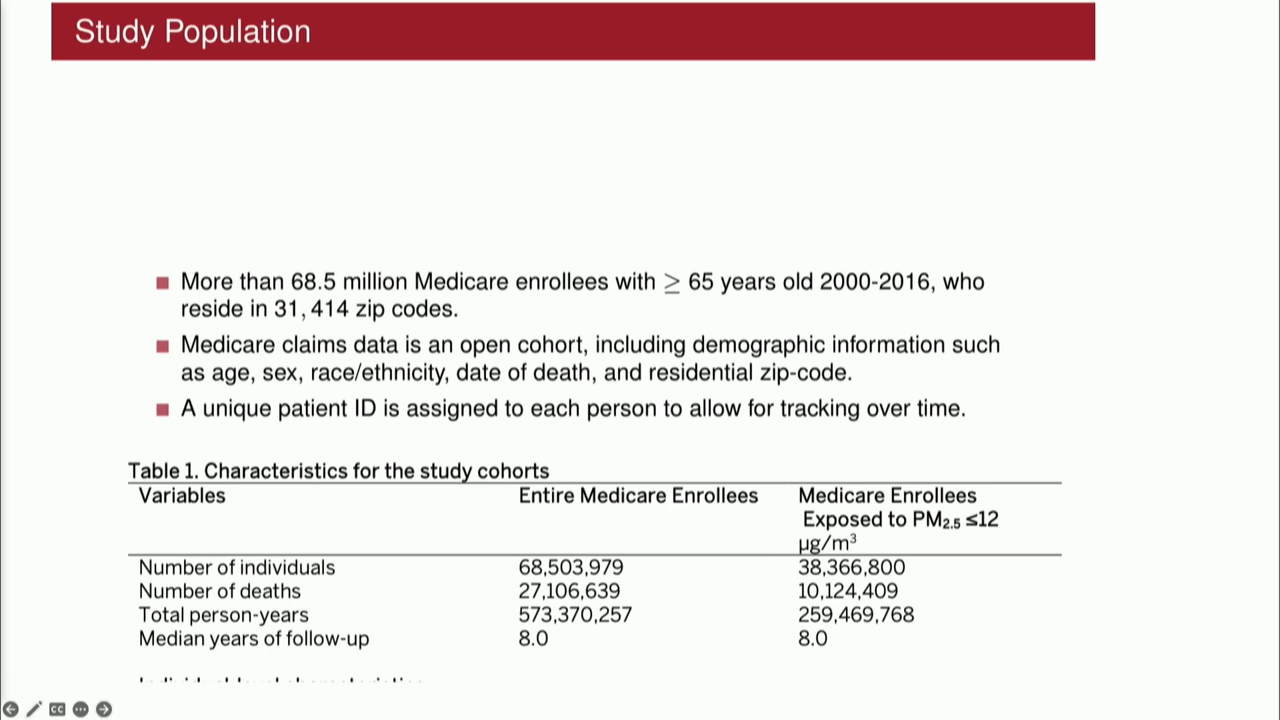 Study Population
More than 68.5 million Medicare enrollees with ≥ 65 years old 2000-2016, who
reside in 31, 414 zip codes.
Medicare claims data is an open cohort, including demographic information such
as age, sex, race/ethnicity, date of death, and residential zip-code.
A unique patient ID is assigned to each person to allow for tracking over time.
Table 1. Characteristics for the study cohorts
Variables Entire Medicare Enrollees Medicare Enrollees
Exposed to PM2.5 ≤12
µg/m³
Number of individuals 68,503,979 38,366,800
Number of deaths 27,106,639 10,124,409
Total person-years 573,370,257 259,469,768
Median years of follow-up 8.0 8.0
CC